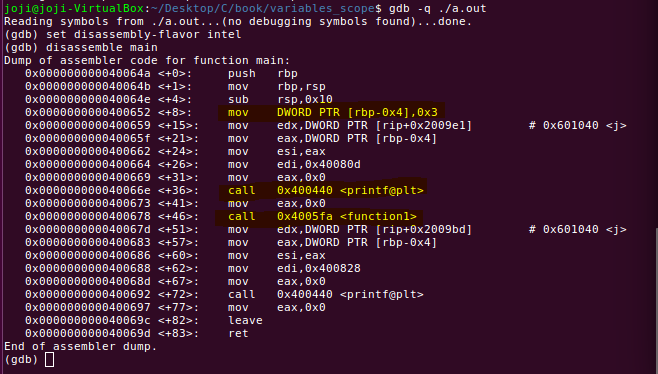 joji@joji-VirtualBox:~/Desktop/C/book/variables_scope$ gdb -q ./a.out
Reading symbols from ./a.out...(no debugging symbols found)...done.
(gdb) set disassembly-flavor intel
(gdb) disassemble main
Dump of assembler code for function main:
   0x000000000040064a <+0>:     push   rbp
   0x000000000040064b <+1>:     mov    rbp,rsp
   0x000000000040064e <+4>:     sub    rsp,0x10
   0x0000000000400652 <+8>:     mov    DWORD PTR [rbp-0x4],0x3
   0x0000000000400659 <+15>:    mov    edx,DWORD PTR [rip+0x2009e1]        # 0x601040 <j>
   0x000000000040065f <+21>:    mov    eax,DWORD PTR [rbp-0x4]
   0x0000000000400662 <+24>:    mov    esi,eax
   0x0000000000400664 <+26>:    mov    edi,0x40080d
   0x0000000000400669 <+31>:    mov    eax,0x0
   0x000000000040066e <+36>:    call   0x400440 <printf@plt>
   0x0000000000400673 <+41>:    mov    eax,0x0
   0x0000000000400678 <+46>:    call   0x4005fa <function1>
   0x000000000040067d <+51>:    mov    edx,DWORD PTR [rip+0x2009bd]        # 0x601040 <j>
   0x0000000000400683 <+57>:    mov    eax,DWORD PTR [rbp-0x4]
   0x0000000000400686 <+60>:    mov    esi,eax
   0x0000000000400688 <+62>:    mov    edi,0x400828
   0x000000000040068d <+67>:    mov    eax,0x0
   0x0000000000400692 <+72>:    call   0x400440 <printf@plt>
   0x0000000000400697 <+77>:    mov    eax,0x0
   0x000000000040069c <+82>:    leave
   0x000000000040069d <+83>:    ret
End of assembler dump.
(gdb)